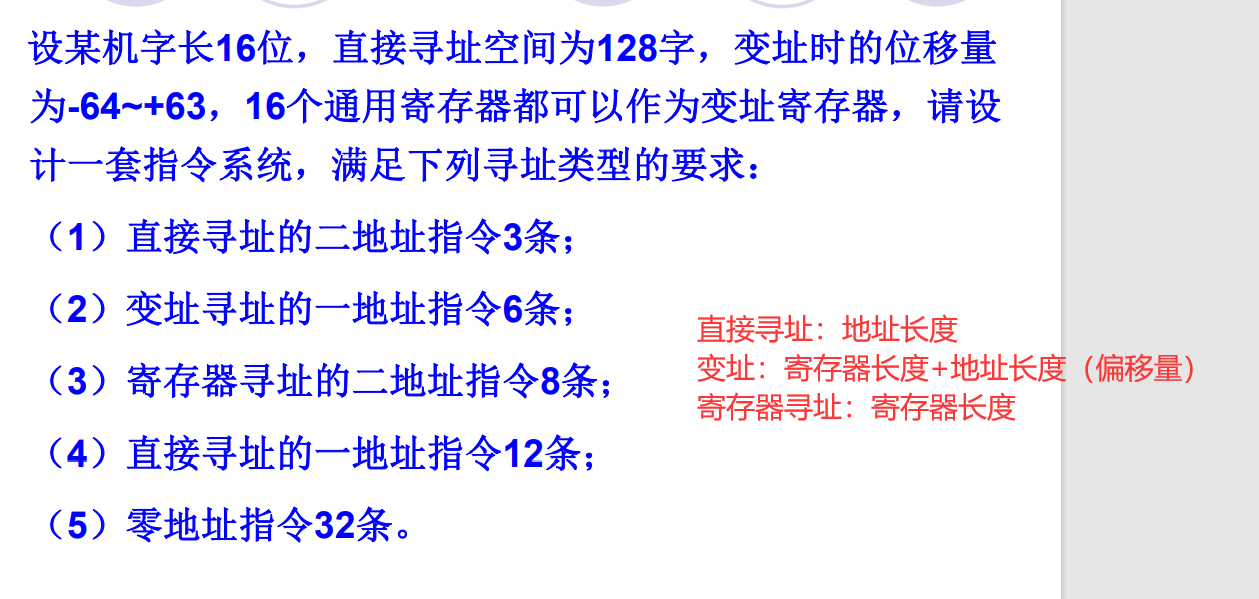 设某机字长16位，直接寻址空间为128字，变址时的位移量
为-64~+63，16个通用寄存器都可以作为变址寄存器，请设
计一套指令系统，满足下列寻址类型的要求：
（1）直接寻址的二地址指令3条；
（2）变址寻址的一地址指令6条；
（3）寄存器寻址的二地址指令8条；
（4）直接寻址的一地址指令12条；
（5）零地址指令32条。
直接寻址：地址长度
变址：寄存器长度+地址长度（偏移量）
寄存器寻址：寄存器长度